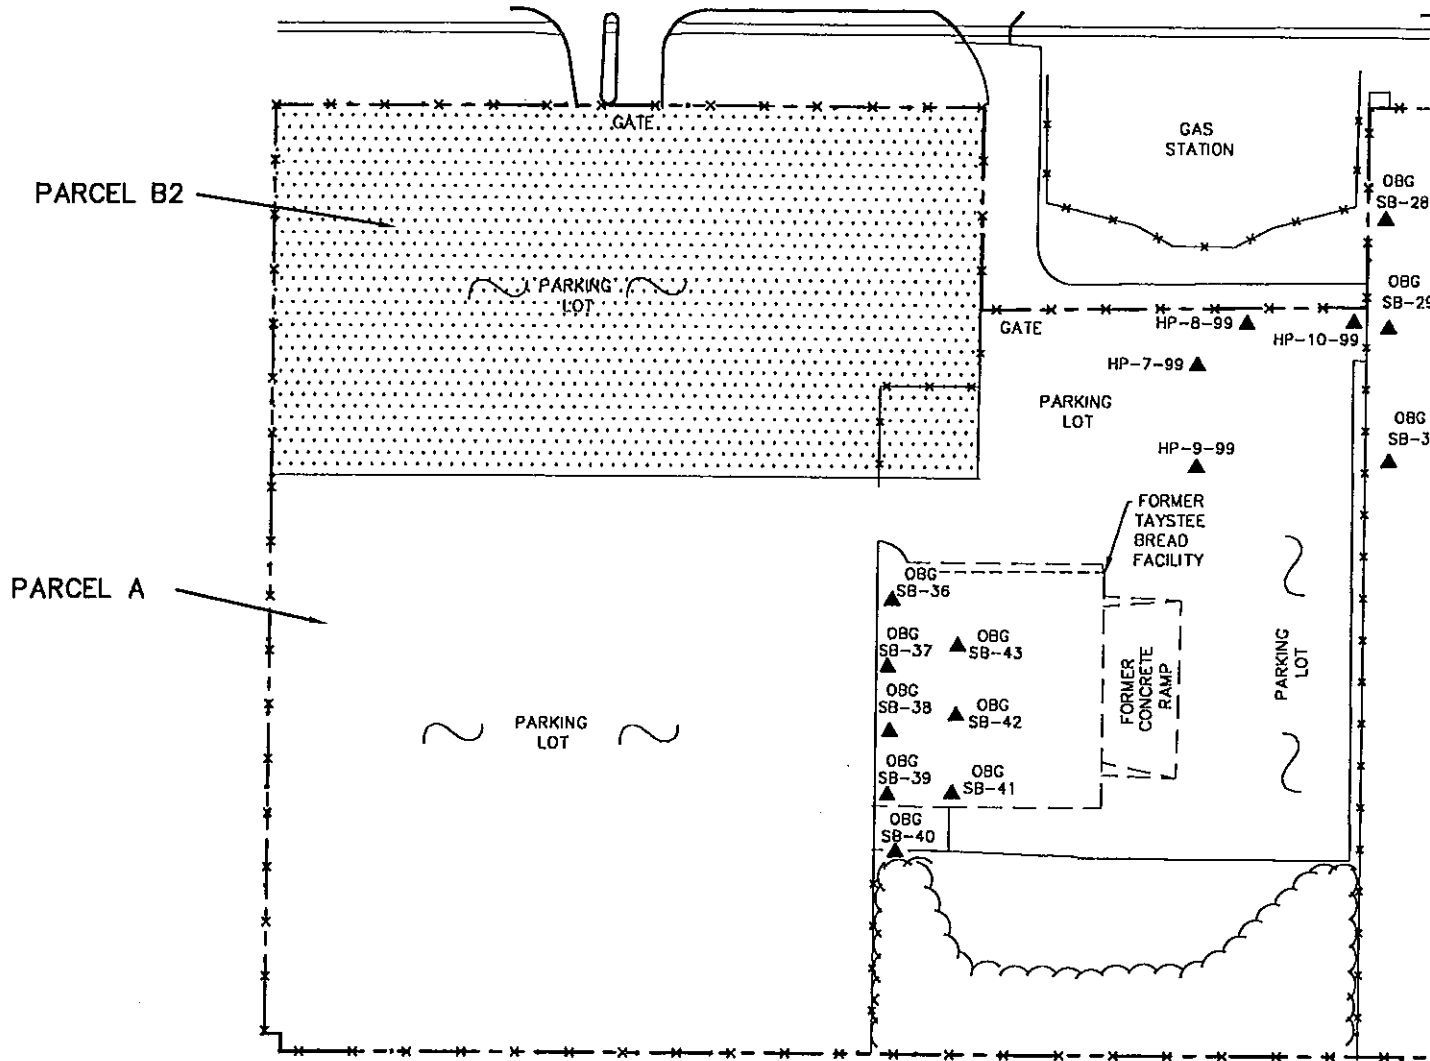 GATE
GAS
STATION
PARCEL B2
OBG
SB-28
PARKING
LOT
OBG
SB-29
GATE
HP-8-99
HP-10-99
HP-7-99
PARKING
LOT
OBG
HP-9-99
FORMER
TAYSTEE
BREAD
FACILITY
PARCEL A
OBG
SB-36
OBG
SB-37
OBG
SB-43
OBG
SB-38
OBG
SB-42
FORMER
CONCRETE
RAMP
PARKING
LOT
PARKING
LOT
OBG
SB-39
OBG
SB-41
OBG
SB-40